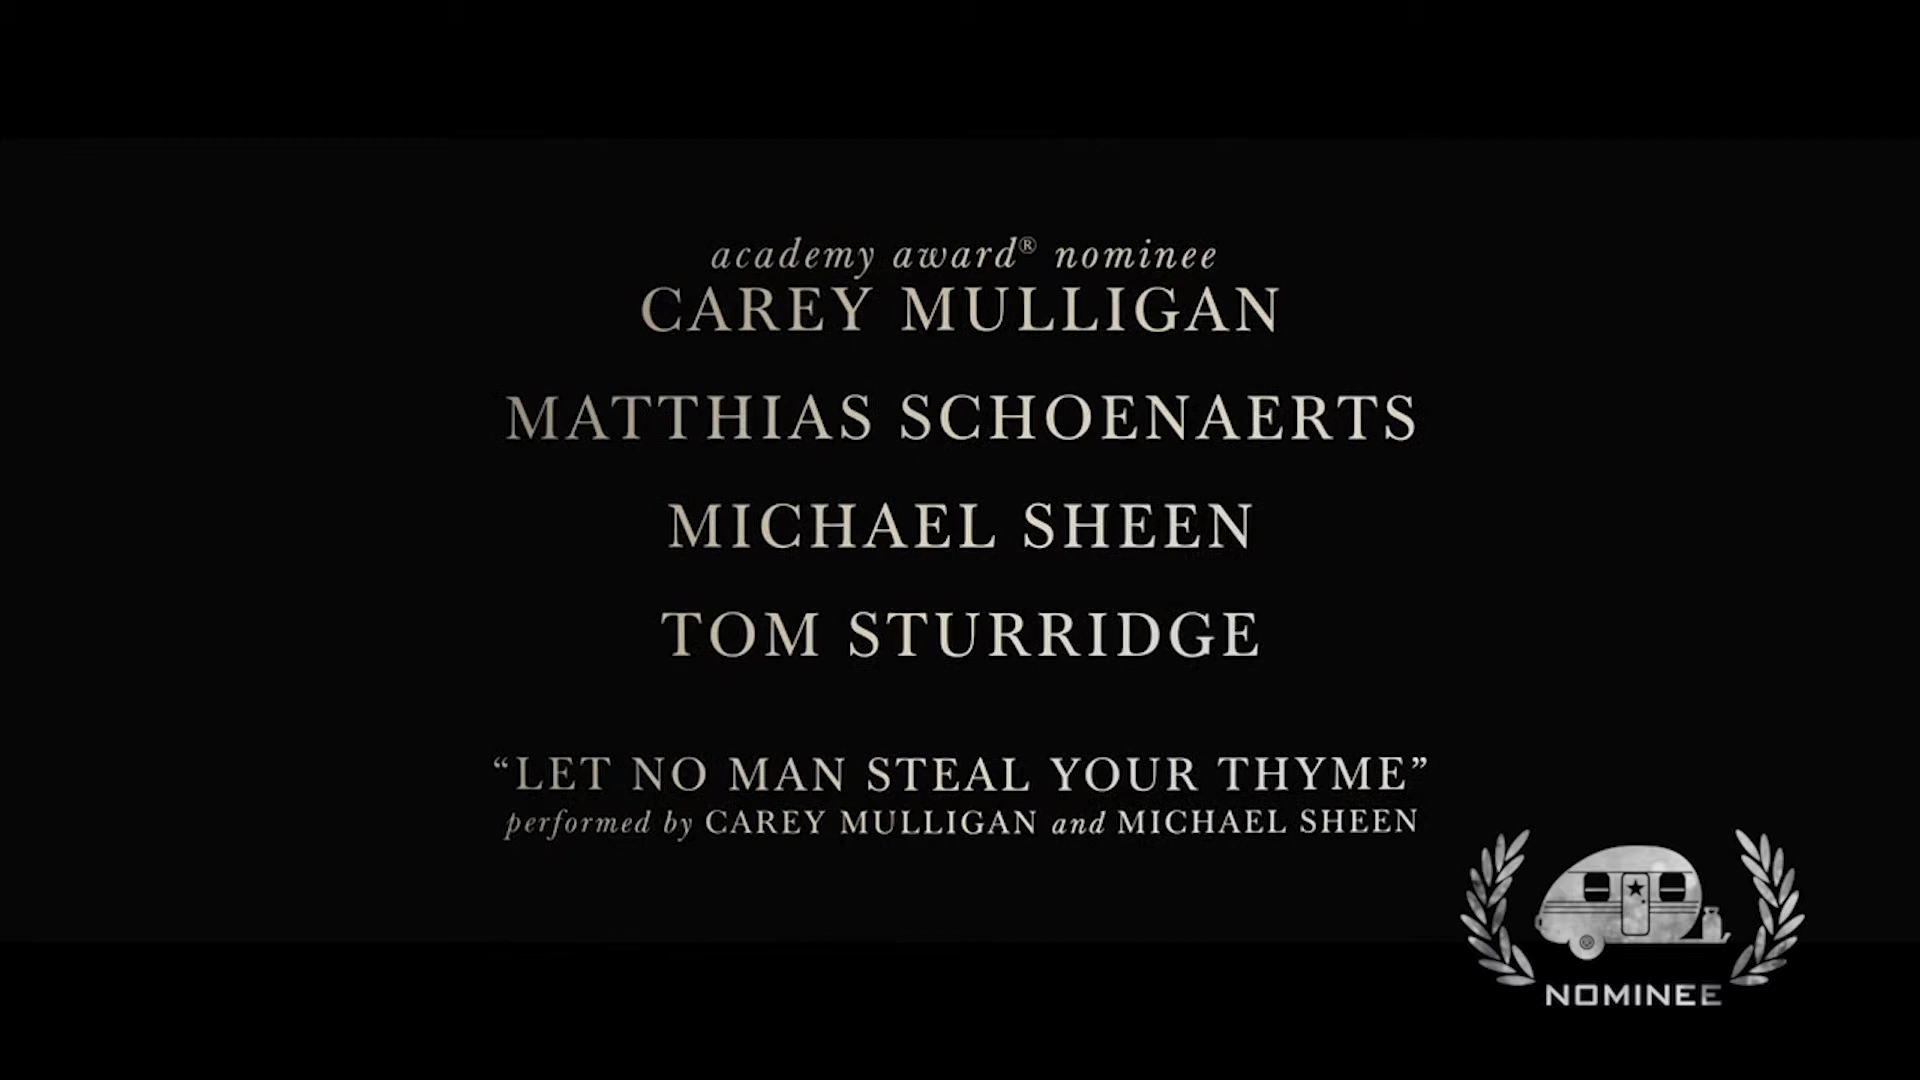 academy award® nominee
CAREY MULLIGAN
MATTHIAS SCHOENAERTS
MICHAEL SHEEN
TOM STURRIDGE
“LET NO MAN STEAL YOUR THYME”
performed by CAREY MULLIGAN and MICHAEL SHEEN
NOMINEE